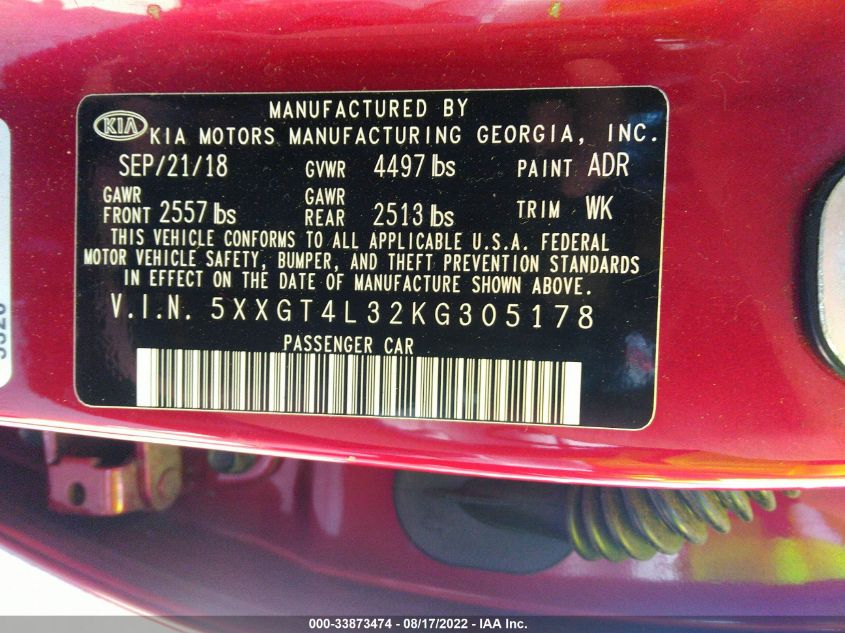 MANUFACTURED BY
KIA KIA MOTORS MANUFACTURING GEORGIA, INC.
SEP/21/18 GVWR 4497 lbs PAINT ADR
GAWR FRONT 2557 lbs GAWR REAR 2513 lbs TRIM WK
THIS VEHICLE CONFORMS TO ALL APPLICABLE U.S.A. FEDERAL
MOTOR VEHICLE SAFETY, BUMPER, AND THEFT PREVENTION STANDARDS
IN EFFECT ON THE DATE OF MANUFACTURE SHOWN ABOVE.
V.I.N. 5XXGT4L32KG305178
PASSENGER CAR
000-33873474 - 08/17/2022 - IAA Inc.